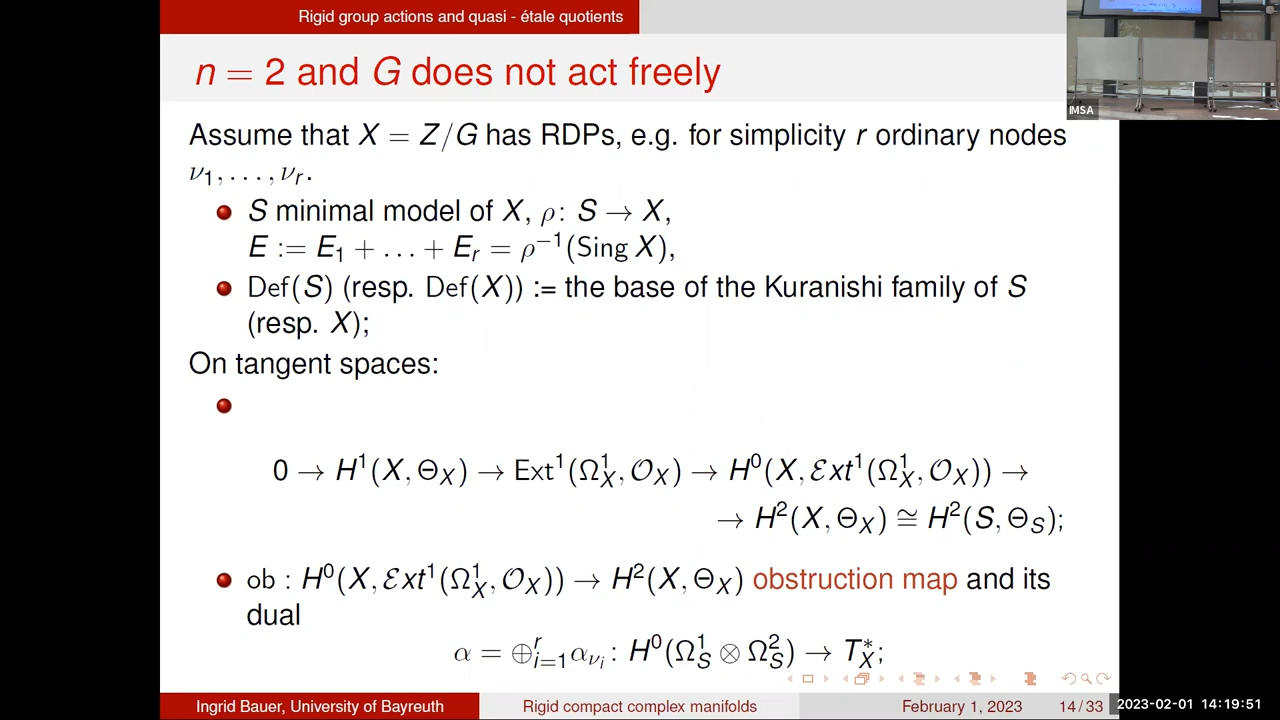 Rigid group actions and quasi - étale quotients
n = 2 and G does not act freely
IMSA
Assume that X = Z/G has RDPs, e.g. for simplicity r ordinary nodes
ν₁, . . . , νᵣ.
S minimal model of X, ρ: S → X,
E := E₁ + . . . + Eᵣ = ρ⁻¹(Sing X),
Def(S) (resp. Def(X)) := the base of the Kuranishi family of S
(resp. X);
On tangent spaces:
0 → H¹(X, Θ_X) → Ext¹(Ω¹_X, 𝒪_X) → H⁰(X, ℰxt¹(Ω¹_X, 𝒪_X)) →
→ H²(X, Θ_X) ≅ H²(S, Θ_S);
ob : H⁰(X, ℰxt¹(Ω¹_X, 𝒪_X)) → H²(X, Θ_X) obstruction map and its
dual
α = ⊕ʳᵢ₌₁ α_{νᵢ} : H⁰(Ω¹_S ⊗ Ω²_S) → T*_X;
Ingrid Bauer, University of Bayreuth
Rigid compact complex manifolds
February 1, 2023
14 / 33
2023-02-01 14:19:51